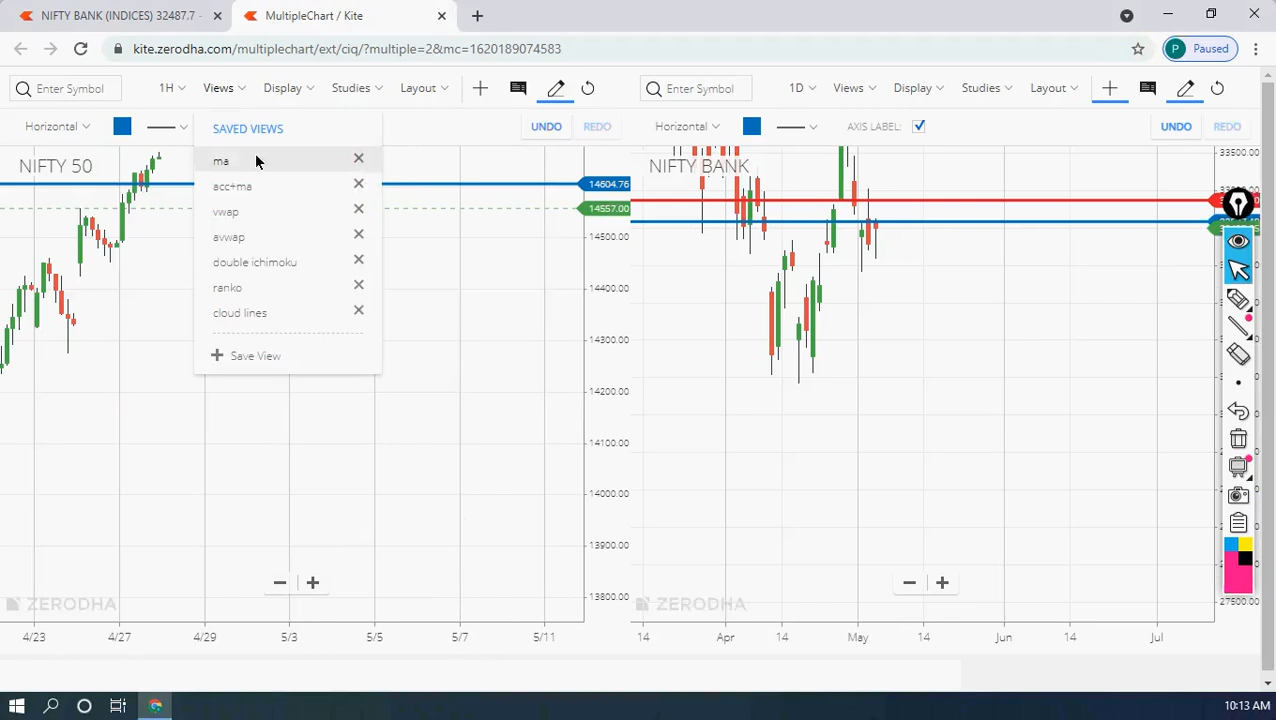 NIFTY BANK (INDICES) 32487.7 -
MultipleChart / Kite
kite.zerodha.com/multiplechart/ext/ciq/?multiple=2&mc=1620189074583
P Paused
Enter Symbol 1H Views Display Studies Layout
Enter Symbol 1D Views Display Studies Layout
Horizontal UNDO REDO
Horizontal AXIS LABEL: UNDO REDO
SAVED VIEWS
ma
acc+ma
vwap
avwap
double ichimoku
ranko
cloud lines
Save View
NIFTY 50
14604.76
14557.00
14500.00
14400.00
14300.00
14200.00
14100.00
14000.00
13900.00
13800.00
ZERODHA
4/23 4/27 4/29 5/3 5/5 5/7 5/11
NIFTY BANK
33500.00
27500.00
ZERODHA
14 Apr 14 May 14 Jun 14 Jul
10:13 AM